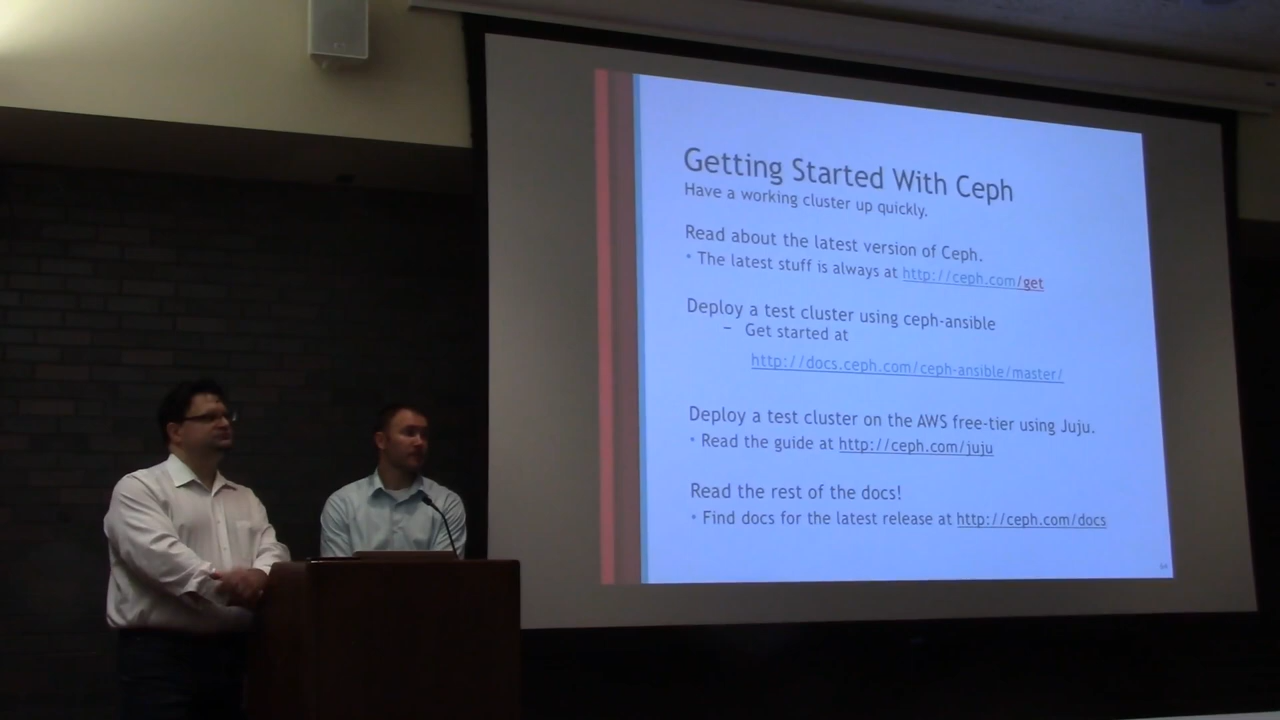 Getting Started With Ceph
Have a working cluster up quickly.
Read about the latest version of Ceph.
• The latest stuff is always at http://ceph.com/get
Deploy a test cluster using ceph-ansible
– Get started at
http://docs.ceph.com/ceph-ansible/master/
Deploy a test cluster on the AWS free-tier using Juju.
• Read the guide at http://ceph.com/juju
Read the rest of the docs!
• Find docs for the latest release at http://ceph.com/docs